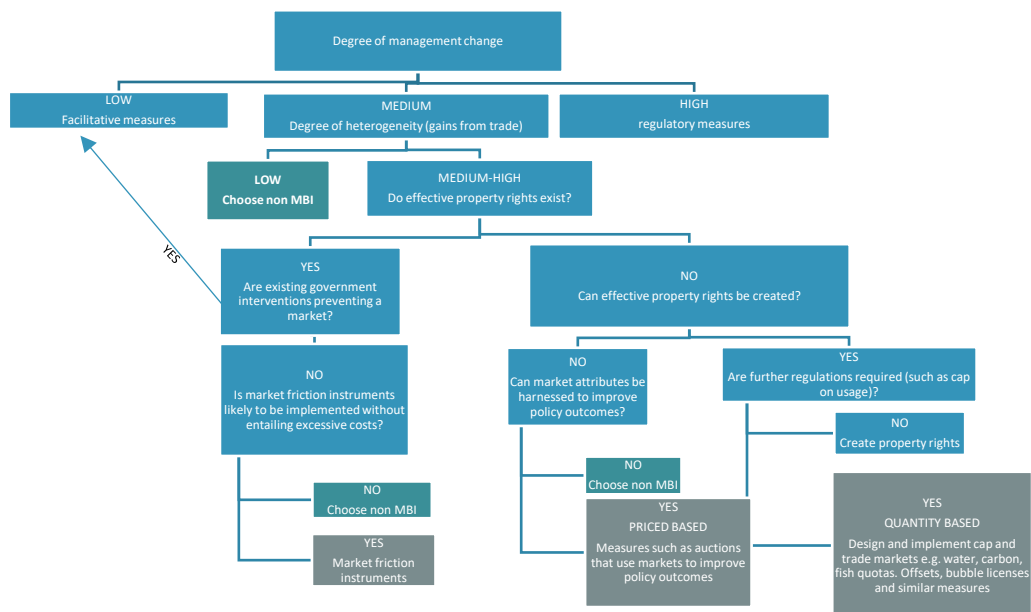 Degree of management change
LOW
Facilitative measures
MEDIUM
Degree of heterogeneity (gains from trade)
HIGH
regulatory measures
LOW
Choose non MBI
MEDIUM-HIGH
Do effective property rights exist?
YES
YES
Are existing government
interventions preventing a
market?
NO
Can effective property rights be created?
NO
Is market friction instruments
likely to be implemented without
entailing excessive costs?
NO
Can market attributes be
harnessed to improve
policy outcomes?
YES
Are further regulations required (such as cap
on usage)?
NO
Create property rights
NO
Choose non MBI
YES
Market friction
instruments
NO
Choose non MBI
YES
PRICED BASED
Measures such as auctions
that use markets to improve
policy outcomes
YES
QUANTITY BASED
Design and implement cap and
trade markets e.g. water, carbon,
fish quotas. Offsets, bubble licenses
and similar measures